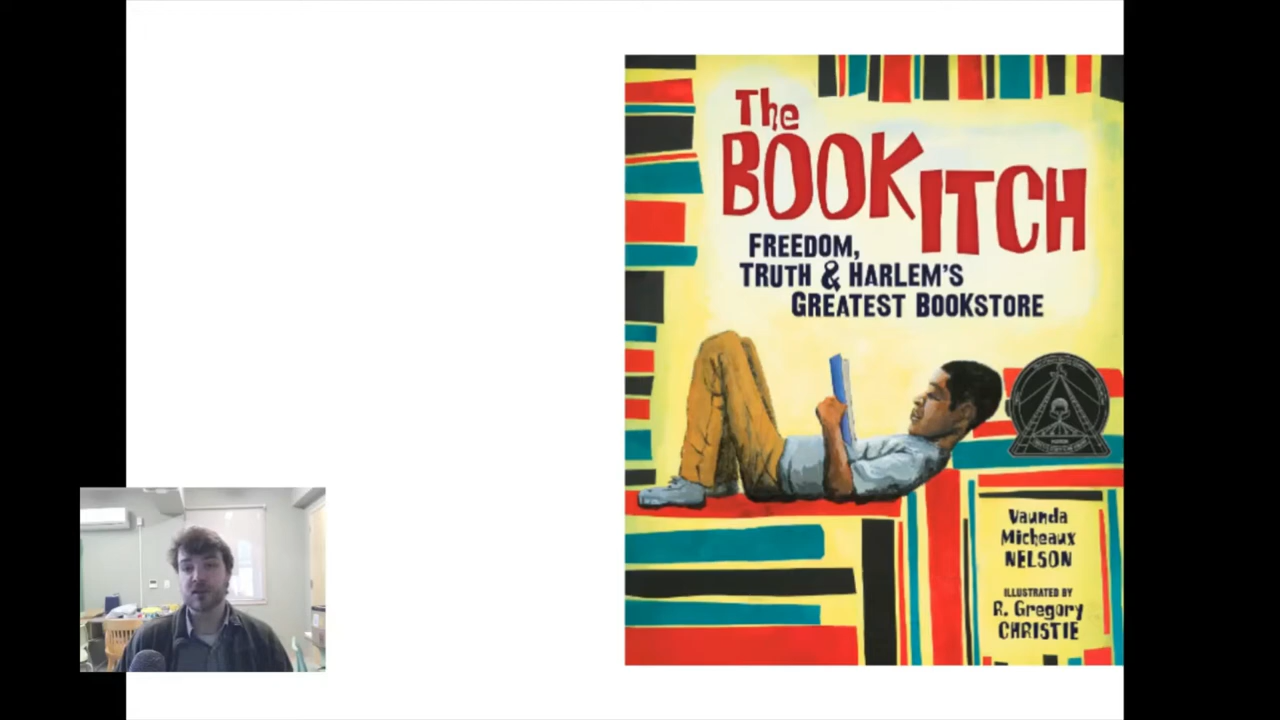 The
BOOK ITCH
FREEDOM,
TRUTH & HARLEM'S
GREATEST BOOKSTORE
Vaunda
Micheaux
NELSON
ILLUSTRATED BY
R. Gregory
CHRISTIE